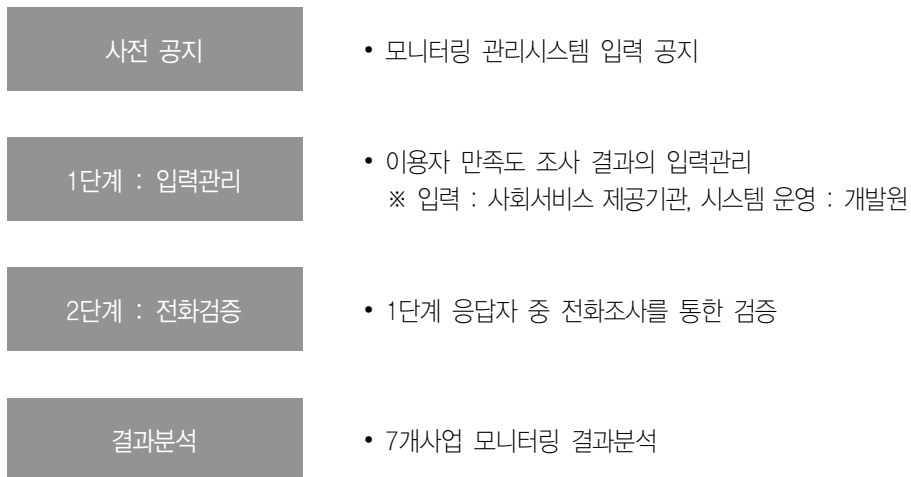 사전 공지
• 모니터링 관리시스템 입력 공지
1단계 : 입력관리
• 이용자 만족도 조사 결과의 입력관리
※ 입력 : 사회서비스 제공기관, 시스템 운영 : 개발원
2단계 : 전화검증
• 1단계 응답자 중 전화조사를 통한 검증
결과분석
• 7개사업 모니터링 결과분석